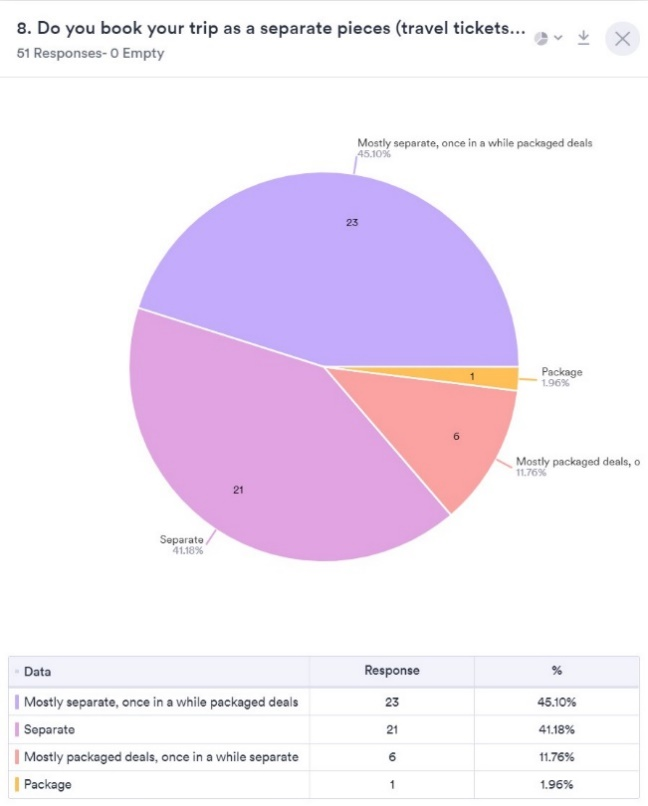 8. Do you book your trip as a separate pieces (travel tickets...
51 Responses- 0 Empty
Mostly separate, once in a while packaged deals
45.10%
23
Package
1.96%
1
6
Mostly packaged deals, o
11.76%
21
Separate
41.18%
Data Response %
Mostly separate, once in a while packaged deals 23 45.10%
Separate 21 41.18%
Mostly packaged deals, once in a while separate 6 11.76%
Package 1 1.96%